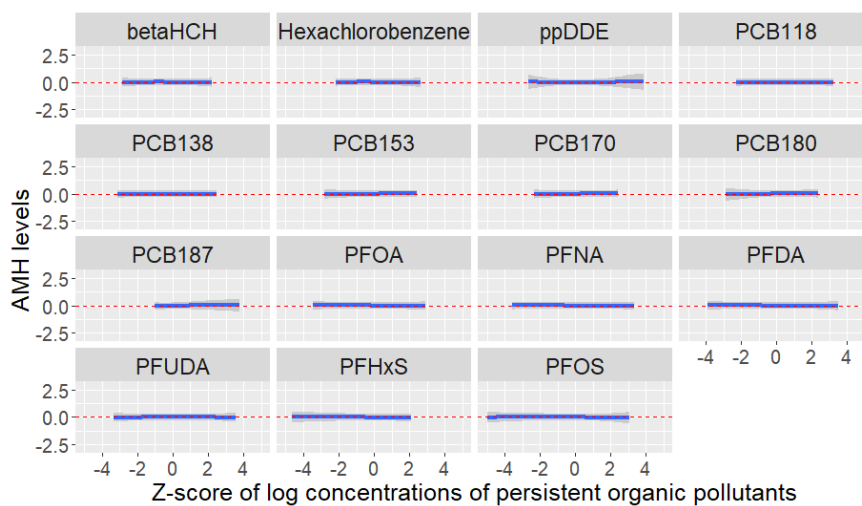 betaHCH Hexachlorobenzene ppDDE PCB118
2.5
0.0
-2.5
PCB138 PCB153 PCB170 PCB180
2.5
0.0
-2.5
PCB187 PFOA PFNA PFDA
2.5
0.0
-2.5
-4 -2 0 2 4
PFUDA PFHxS PFOS
2.5
0.0
-2.5
-4 -2 0 2 4 -4 -2 0 2 4 -4 -2 0 2 4
AMH levels
Z-score of log concentrations of persistent organic pollutants